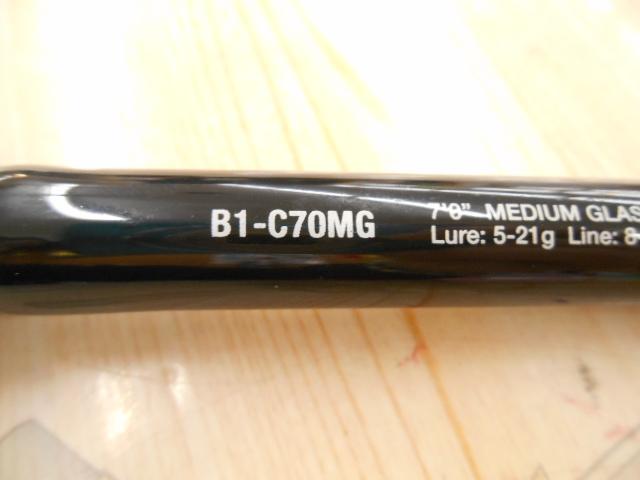 B1-C70MG
7'0" MEDIUM GLAS
Lure: 5-21g Line: 8-